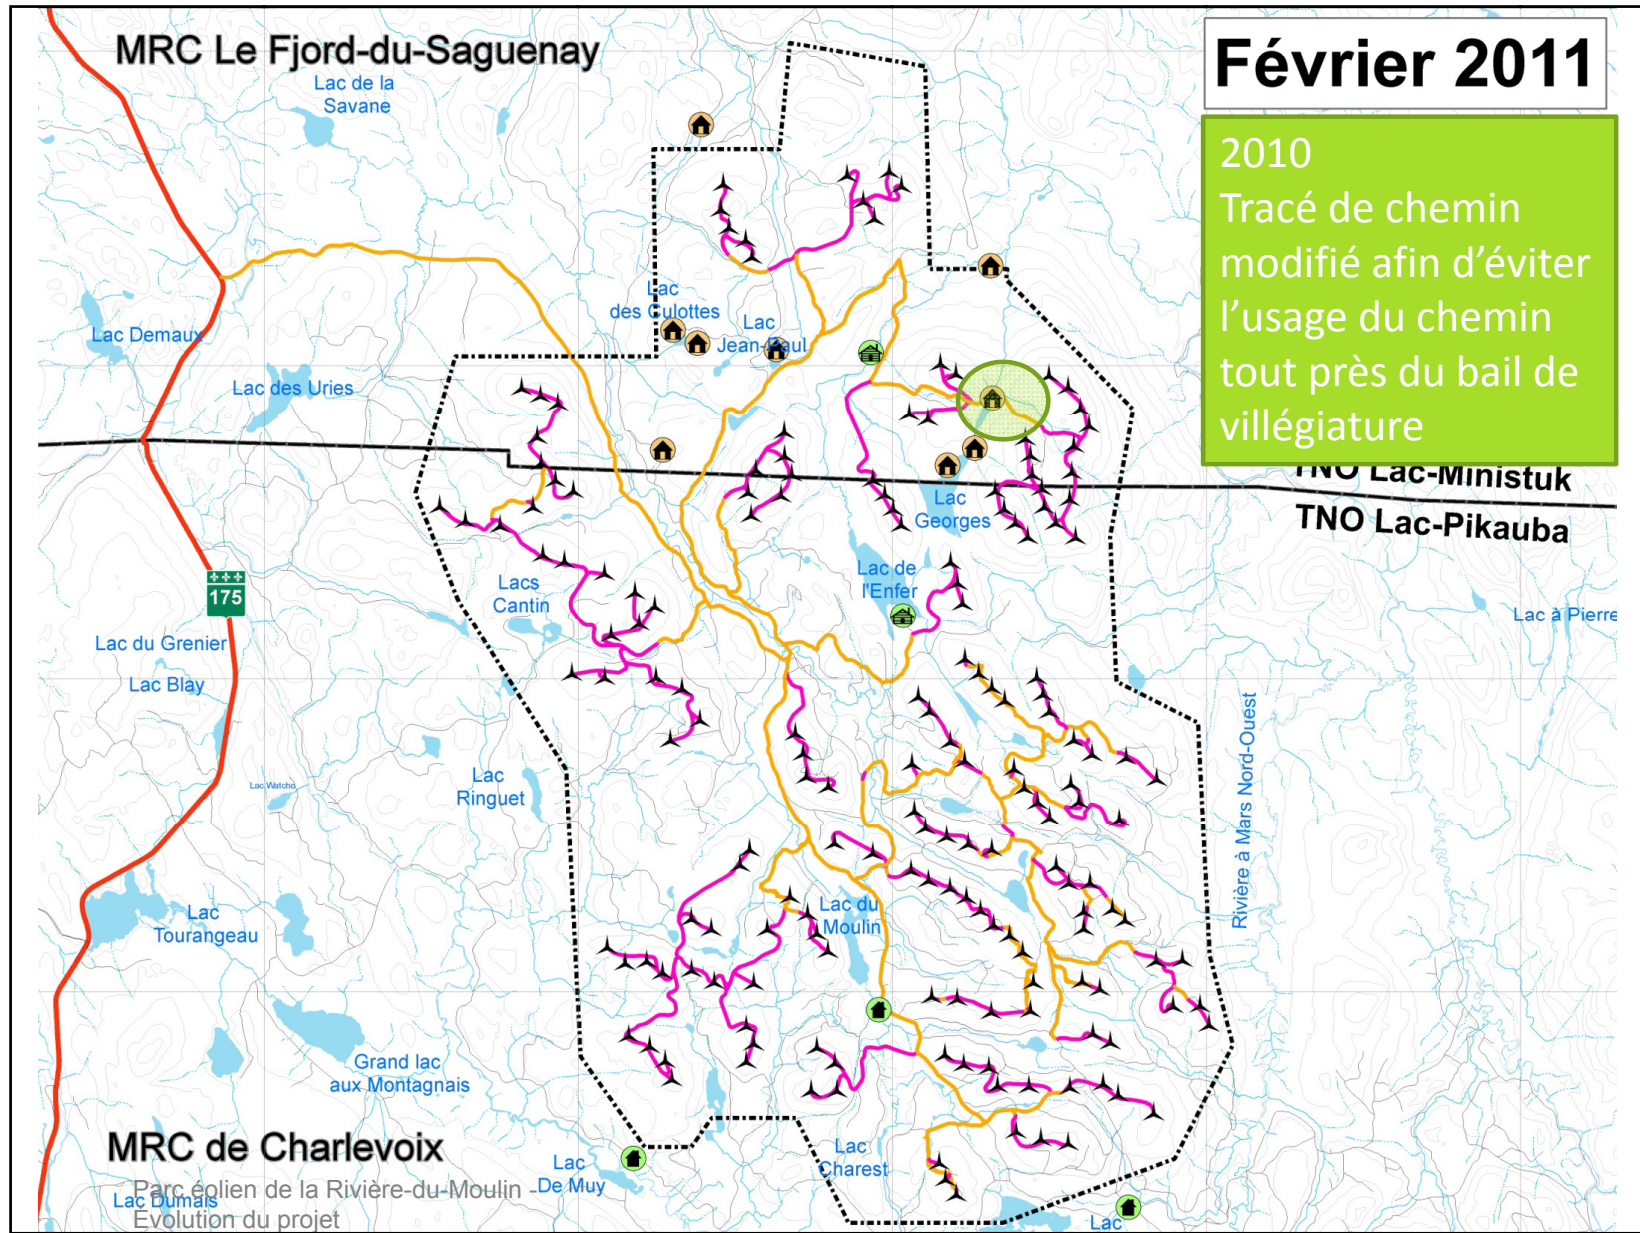 MRC Le Fjord-du-Saguenay
Février 2011
Lac de la
Savane
2010
Tracé de chemin
modifié afin d’éviter
l’usage du chemin
tout près du bail de
villégiature
Lac
des Culottes
Lac
Jean-Paul
Lac Demaux
Lac des Uries
TNO Lac-Ministuk
TNO Lac-Pikauba
Lac
Georges
Lac de
l'Enfer
175
Lacs
Cantin
Lac à Pierre
Lac du Grenier
Lac Blay
Rivière à Mars Nord-Ouest
Lac
Ringuet
Lac Watcho
Lac
Tourangeau
Lac du
Moulin
Grand lac
aux Montagnais
MRC de Charlevoix
Lac
Charest
Lac
De Muy
Parc éolien de la Rivière-du-Moulin -
Lac Dumais
Évolution du projet
Lac